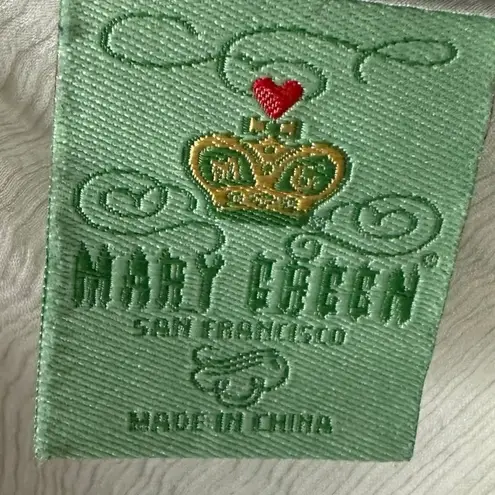 M G
MARY GREEN®
SAN FRANCISCO
MADE IN CHINA